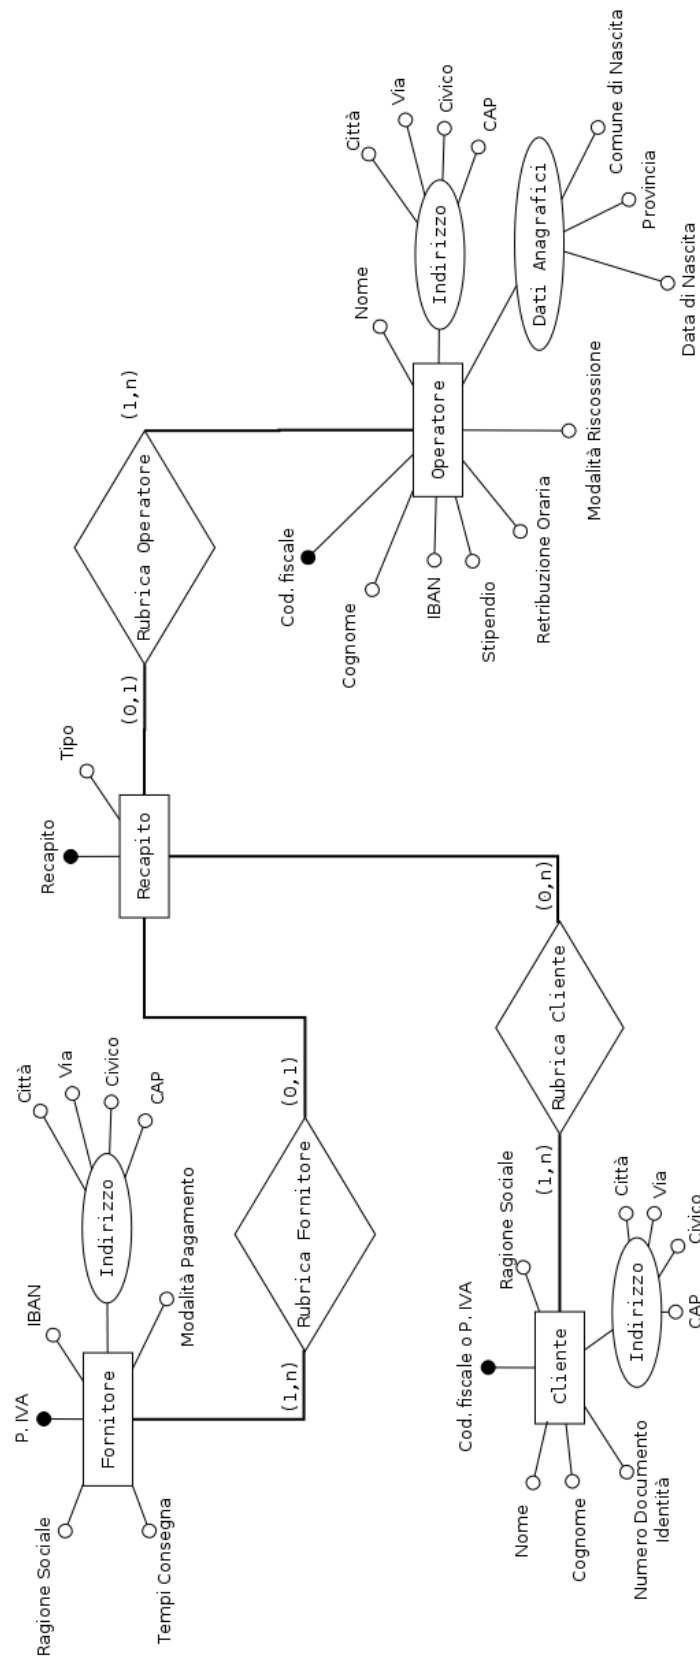 Ragione Sociale
P. IVA
IBAN
Fornitore
Tempi Consegna
Indirizzo
Città
Via
Civico
CAP
Modalità Pagamento
(1,n)
Rubrica Fornitore
(0,1)
Recapito
Tipo
Recapito
(0,1)
Rubrica Operatore
(1,n)
Cod. fiscale
Cognome
IBAN
Stipendio
Retribuzione Oraria
Modalità Riscossione
Operatore
Nome
Indirizzo
Città
Via
Civico
CAP
Dati Anagrafici
Comune di Nascita
Provincia
Data di Nascita
(0,n)
Rubrica Cliente
(1,n)
Cod. fiscale o P. IVA
Ragione Sociale
Cliente
Nome
Cognome
Numero Documento
Identità
Indirizzo
Città
Via
Civico
CAP